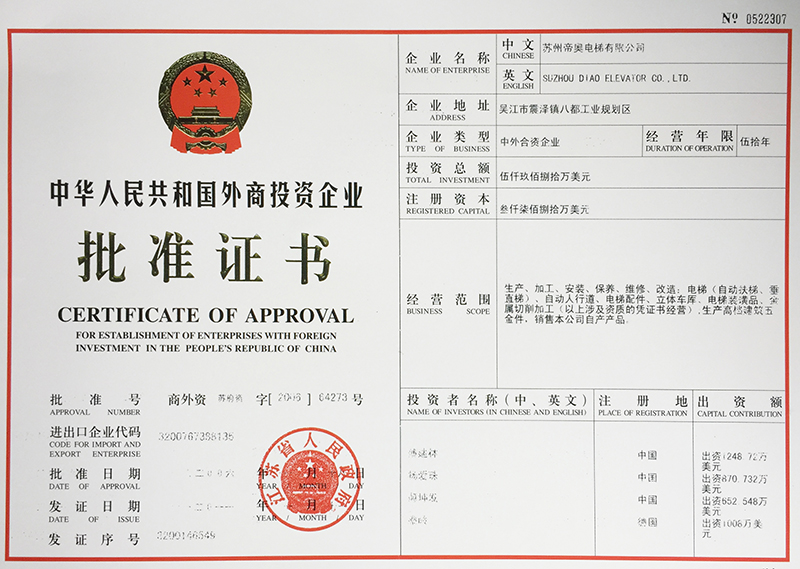 Nº 0522307
中华人民共和国外商投资企业
批准证书
CERTIFICATE OF APPROVAL
FOR ESTABLISHMENT OF ENTERPRISES WITH FOREIGN
INVESTMENT IN THE PEOPLE'S REPUBLIC OF CHINA
批准号 商外资 字[2006]64273号
APPROVAL NUMBER
进出口企业代码 3200767388136
CODE FOR IMPORT AND
EXPORT ENTERPRISE
批准日期 年 月 日
DATE OF APPROVAL YEAR / MONTH / DAY
发证日期 年 月 日
DATE OF ISSUE YEAR / MONTH / DAY
发证序号 3200146549
江苏省人民政府
企业名称 中文 苏州帝奥电梯有限公司
NAME OF ENTERPRISE CHINESE
英文 SUZHOU DIAO ELEVATOR CO.,LTD.
ENGLISH
企业地址 吴江市震泽镇八都工业规划区
ADDRESS
企业类型 中外合资企业 经营年限 伍拾年
TYPE OF BUSINESS DURATION OF OPERATION
投资总额 伍仟玖佰捌拾万美元
TOTAL INVESTMENT
注册资本 叁仟柒佰捌拾万美元
REGISTERED CAPITAL
经营范围
BUSINESS SCOPE
生产、加工、安装、保养、维修、改造：电梯（自动扶梯、垂
直梯）、自动人行道、电梯配件、立体车库、电梯装潢品、金
属切削加工（以上涉及资质的凭证书经营）,生产高档建筑五
金件，销售本公司自产产品.
投资者名称（中、英文） 注册地 出资额
NAME OF INVESTORS (IN CHINESE AND ENGLISH) PLACE OF REGISTRATION CAPITAL CONTRIBUTION
中国 出资1248.72万
美元
中国 出资870.732万
美元
中国 出资652.548万
美元
德国 出资1008万美
元